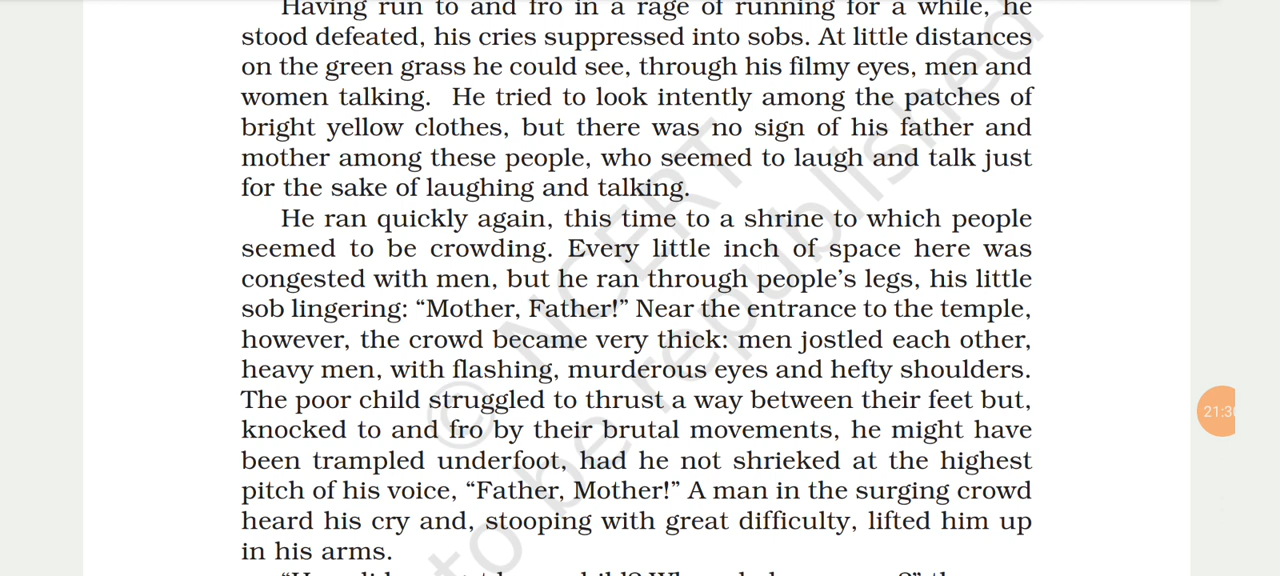 Having run to and fro in a rage of running for a while, he
stood defeated, his cries suppressed into sobs. At little distances
on the green grass he could see, through his filmy eyes, men and
women talking. He tried to look intently among the patches of
bright yellow clothes, but there was no sign of his father and
mother among these people, who seemed to laugh and talk just
for the sake of laughing and talking.
He ran quickly again, this time to a shrine to which people
seemed to be crowding. Every little inch of space here was
congested with men, but he ran through people’s legs, his little
sob lingering: “Mother, Father!” Near the entrance to the temple,
however, the crowd became very thick: men jostled each other,
heavy men, with flashing, murderous eyes and hefty shoulders.
The poor child struggled to thrust a way between their feet but,
knocked to and fro by their brutal movements, he might have
been trampled underfoot, had he not shrieked at the highest
pitch of his voice, “Father, Mother!” A man in the surging crowd
heard his cry and, stooping with great difficulty, lifted him up
in his arms.
© NCERT
to be republished
21:3